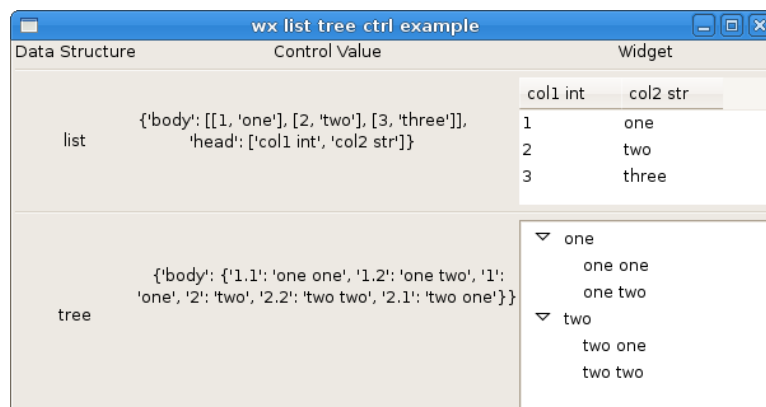 wx list tree ctrl example
Data Structure Control Value Widget
list
{'body': [[1, 'one'], [2, 'two'], [3, 'three']],
'head': ['col1 int', 'col2 str']}
col1 int col2 str
1 one
2 two
3 three
tree
{'body': {'1.1': 'one one', '1.2': 'one two', '1':
'one', '2': 'two', '2.2': 'two two', '2.1': 'two one'}}
one
one one
one two
two
two one
two two